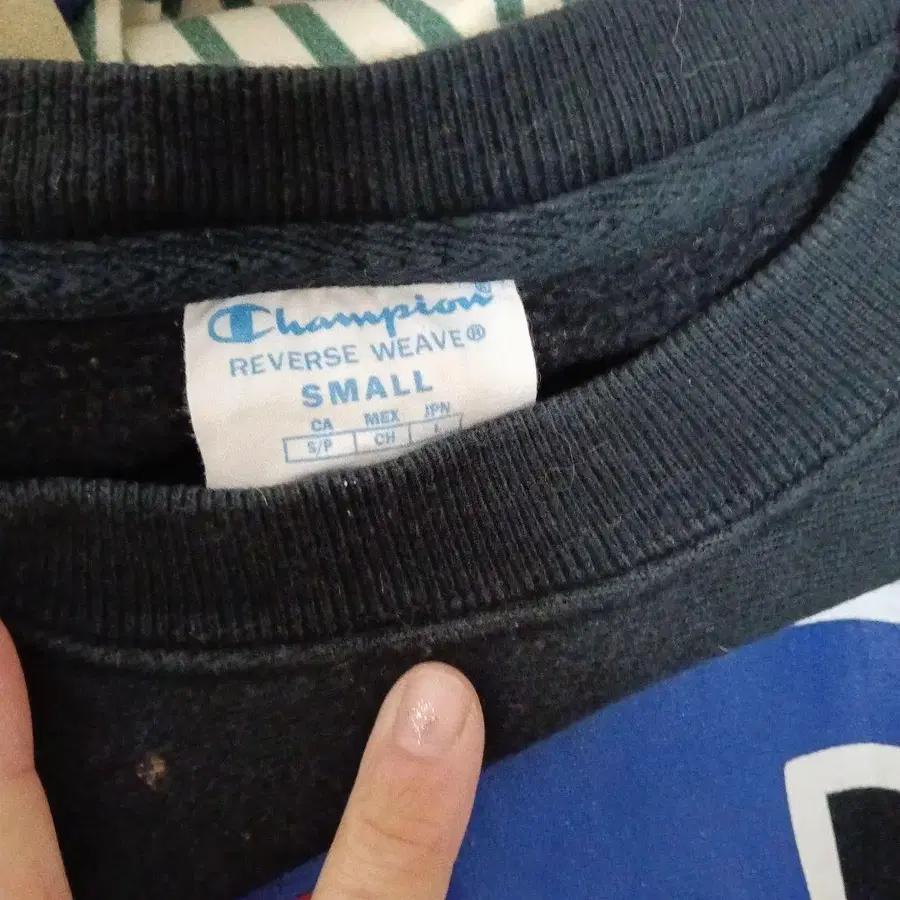 Champion®
REVERSE WEAVE®
SMALL
CA MEX JPN
S/P CH